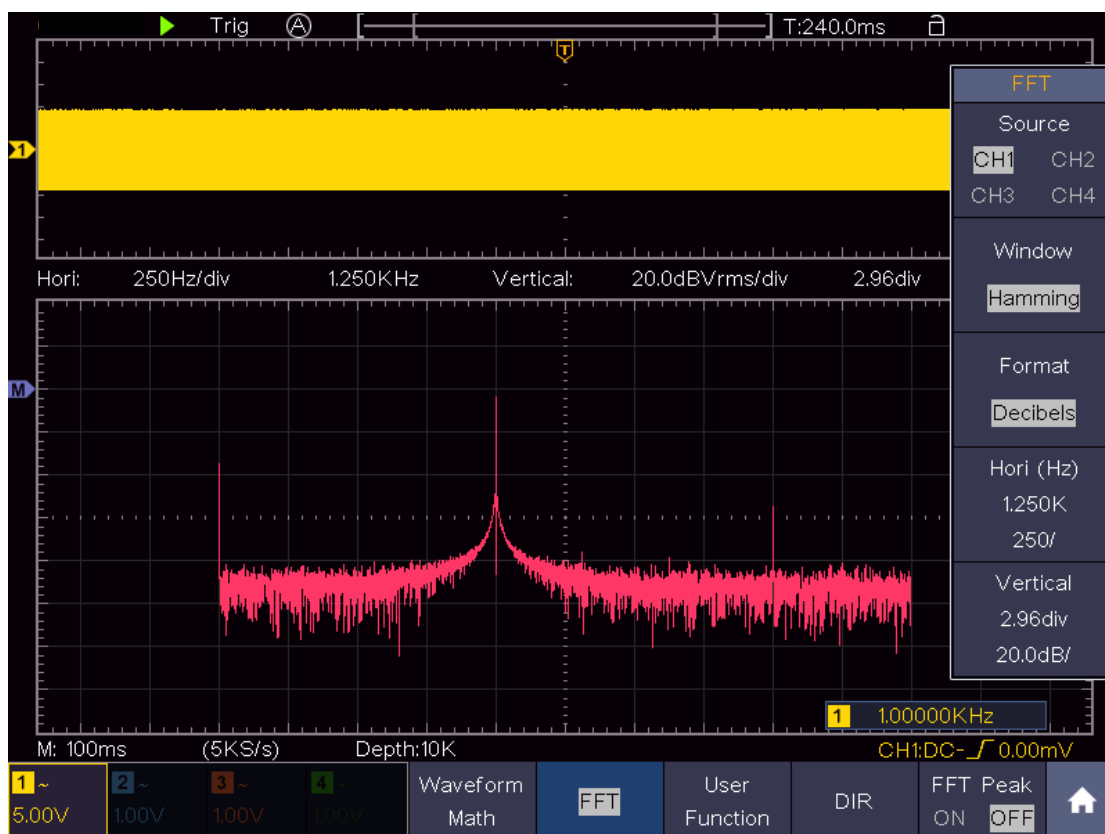 Trig A T:240.0ms
T
FFT
Source
1 CH1 CH2
CH3 CH4
Window
Hori: 250Hz/div 1.250KHz Vertical: 20.0dBVrms/div 2.96div
Hamming
Format
M
Decibels
Hori (Hz)
1.250K
250/
Vertical
2.96div
20.0dB/
1 1.00000KHz
M: 100ms (5KS/s) Depth:10K CH1:DC- 0.00mV
1 ~ 2 ~ 3 ~ 4 ~ Waveform FFT User DIR FFT Peak
5.00V 1.00V 1.00V 1.00V Math Function ON OFF